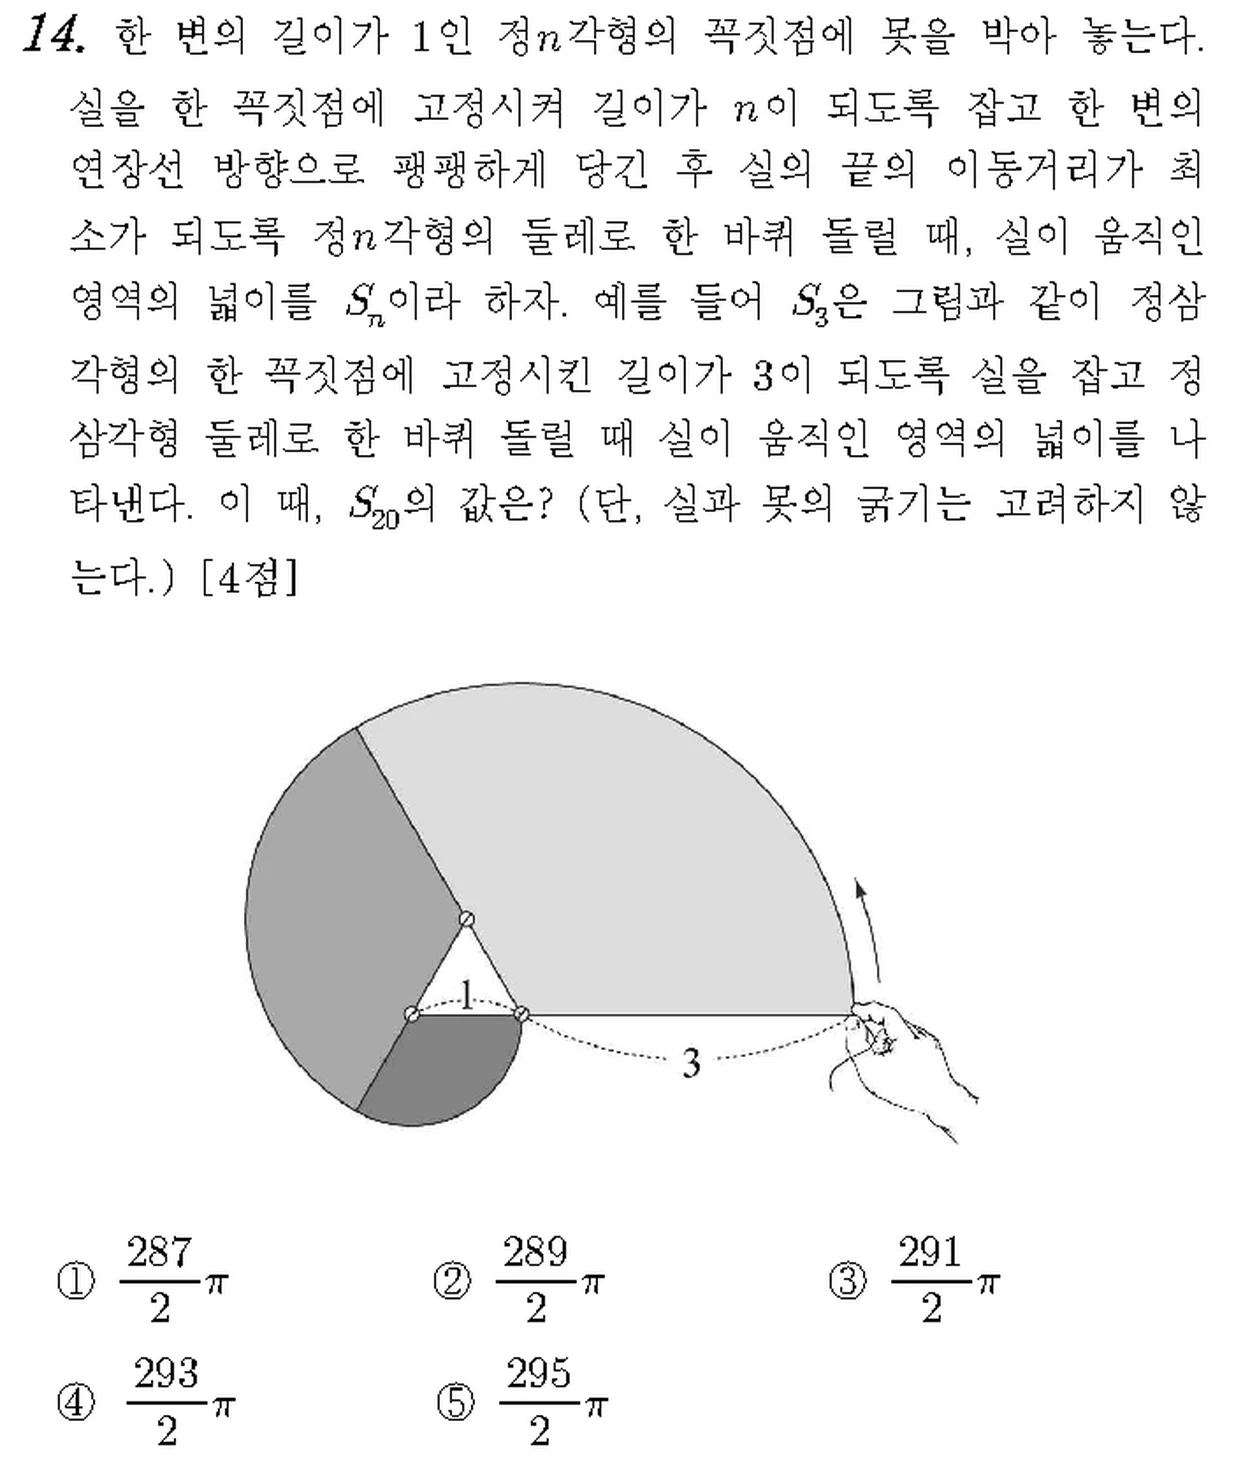 14. 한 변의 길이가 1인 정n각형의 꼭짓점에 못을 박아 놓는다.
실을 한 꼭짓점에 고정시켜 길이가 n이 되도록 잡고 한 변의
연장선 방향으로 팽팽하게 당긴 후 실의 끝의 이동거리가 최
소가 되도록 정n각형의 둘레로 한 바퀴 돌릴 때, 실이 움직인
영역의 넓이를 Sₙ이라 하자. 예를 들어 S₃은 그림과 같이 정삼
각형의 한 꼭짓점에 고정시킨 길이가 3이 되도록 실을 잡고 정
삼각형 둘레로 한 바퀴 돌릴 때 실이 움직인 영역의 넓이를 나
타낸다. 이 때, S₂₀의 값은? (단, 실과 못의 굵기는 고려하지 않
는다.) [4점]
1
3
① 287/2 π ② 289/2 π ③ 291/2 π
④ 293/2 π ⑤ 295/2 π